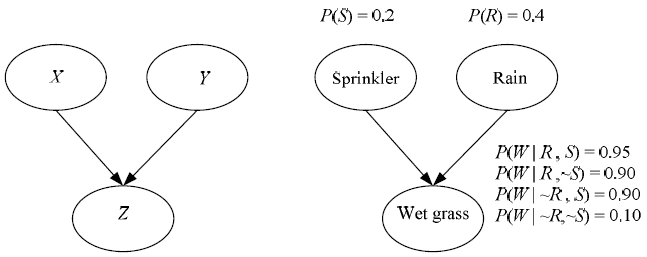 P(S) = 0.2
P(R) = 0.4
X
Y
Sprinkler
Rain
P(W | R, S) = 0.95
P(W | R,~S) = 0.90
P(W | ~R, S) = 0.90
P(W | ~R,~S) = 0.10
Z
Wet grass